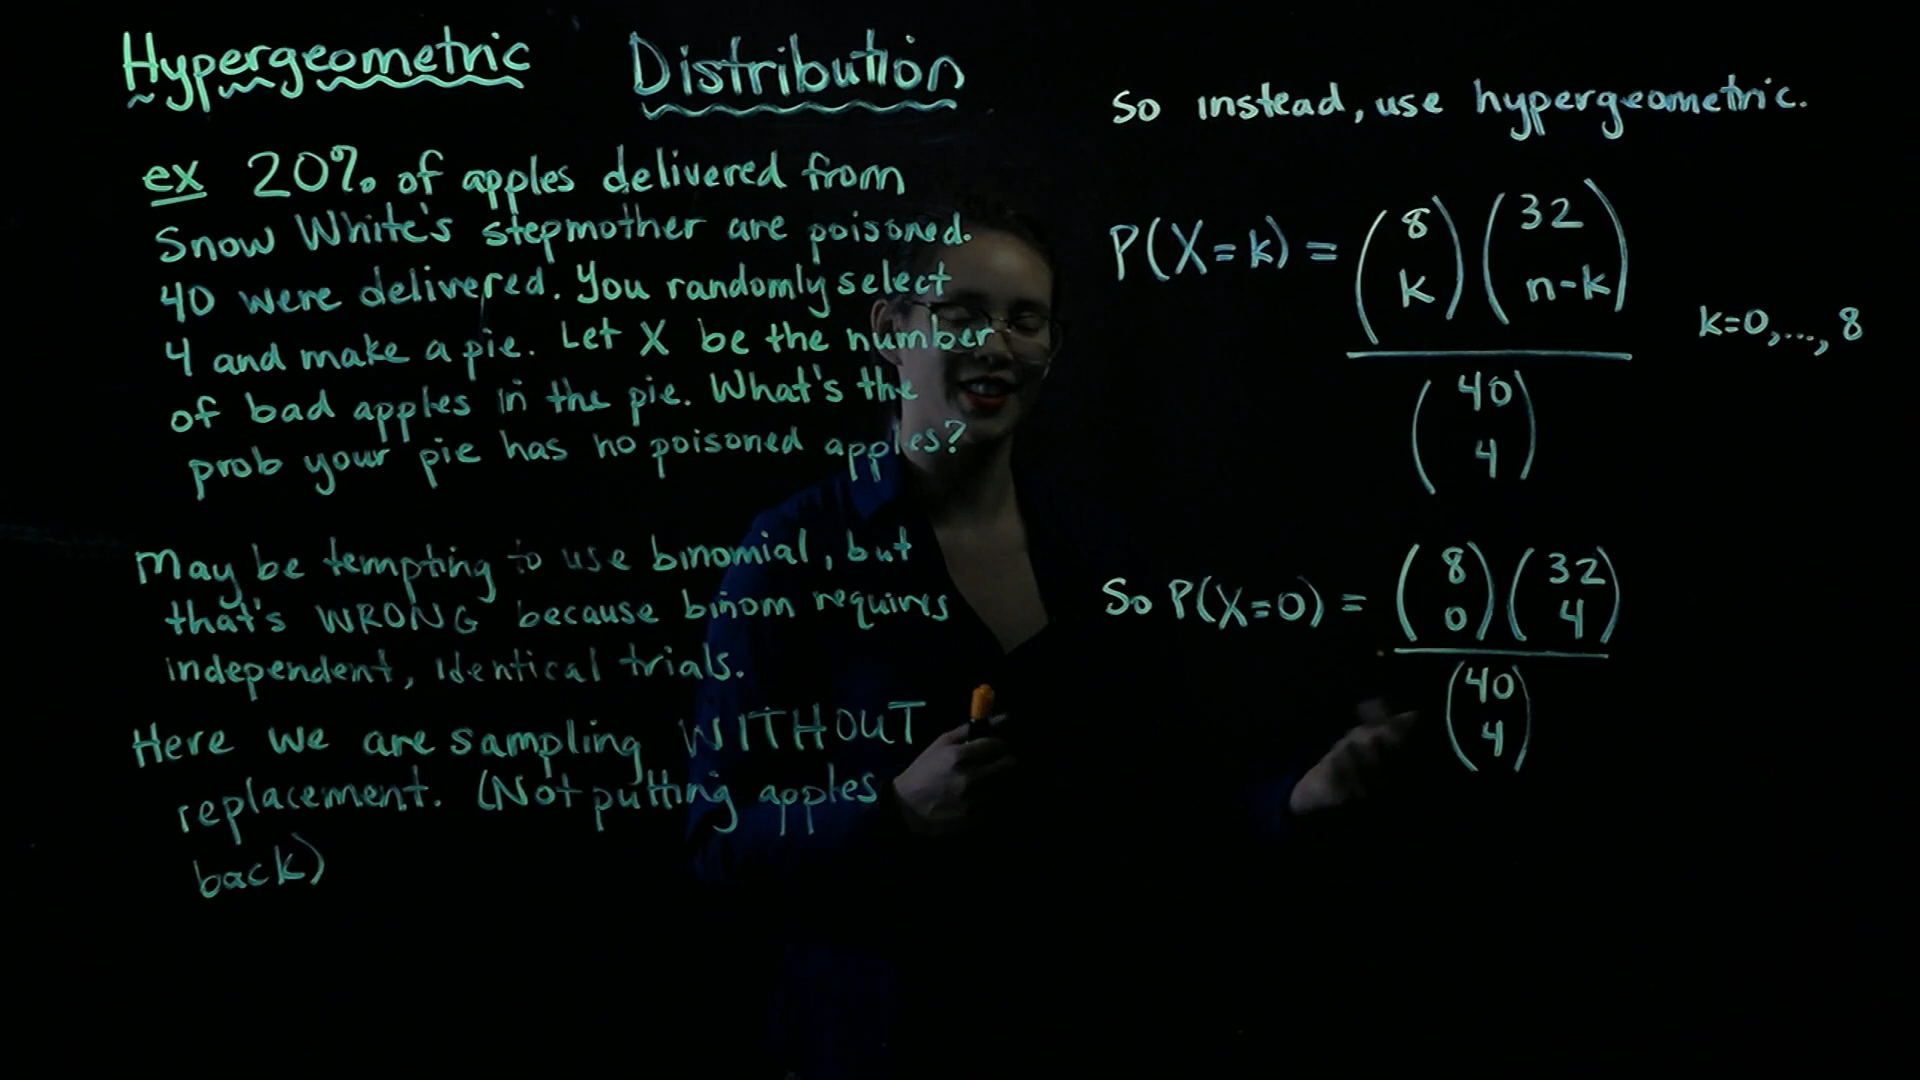 Hypergeometric Distribution
ex 20% of apples delivered from
Snow White's stepmother are poisoned.
40 were delivered. You randomly select
4 and make a pie. Let X be the number
of bad apples in the pie. What's the
prob your pie has no poisoned apples?
May be tempting to use binomial, but
that's WRONG because binom requires
independent, identical trials.
Here we are sampling WITHOUT
replacement. (Not putting apples
back)
So instead, use hypergeometric.
P(X=k) = (8 k)(32 n-k) / (40 4) k=0,..., 8
So P(X=0) = (8 0)(32 4) / (40 4)